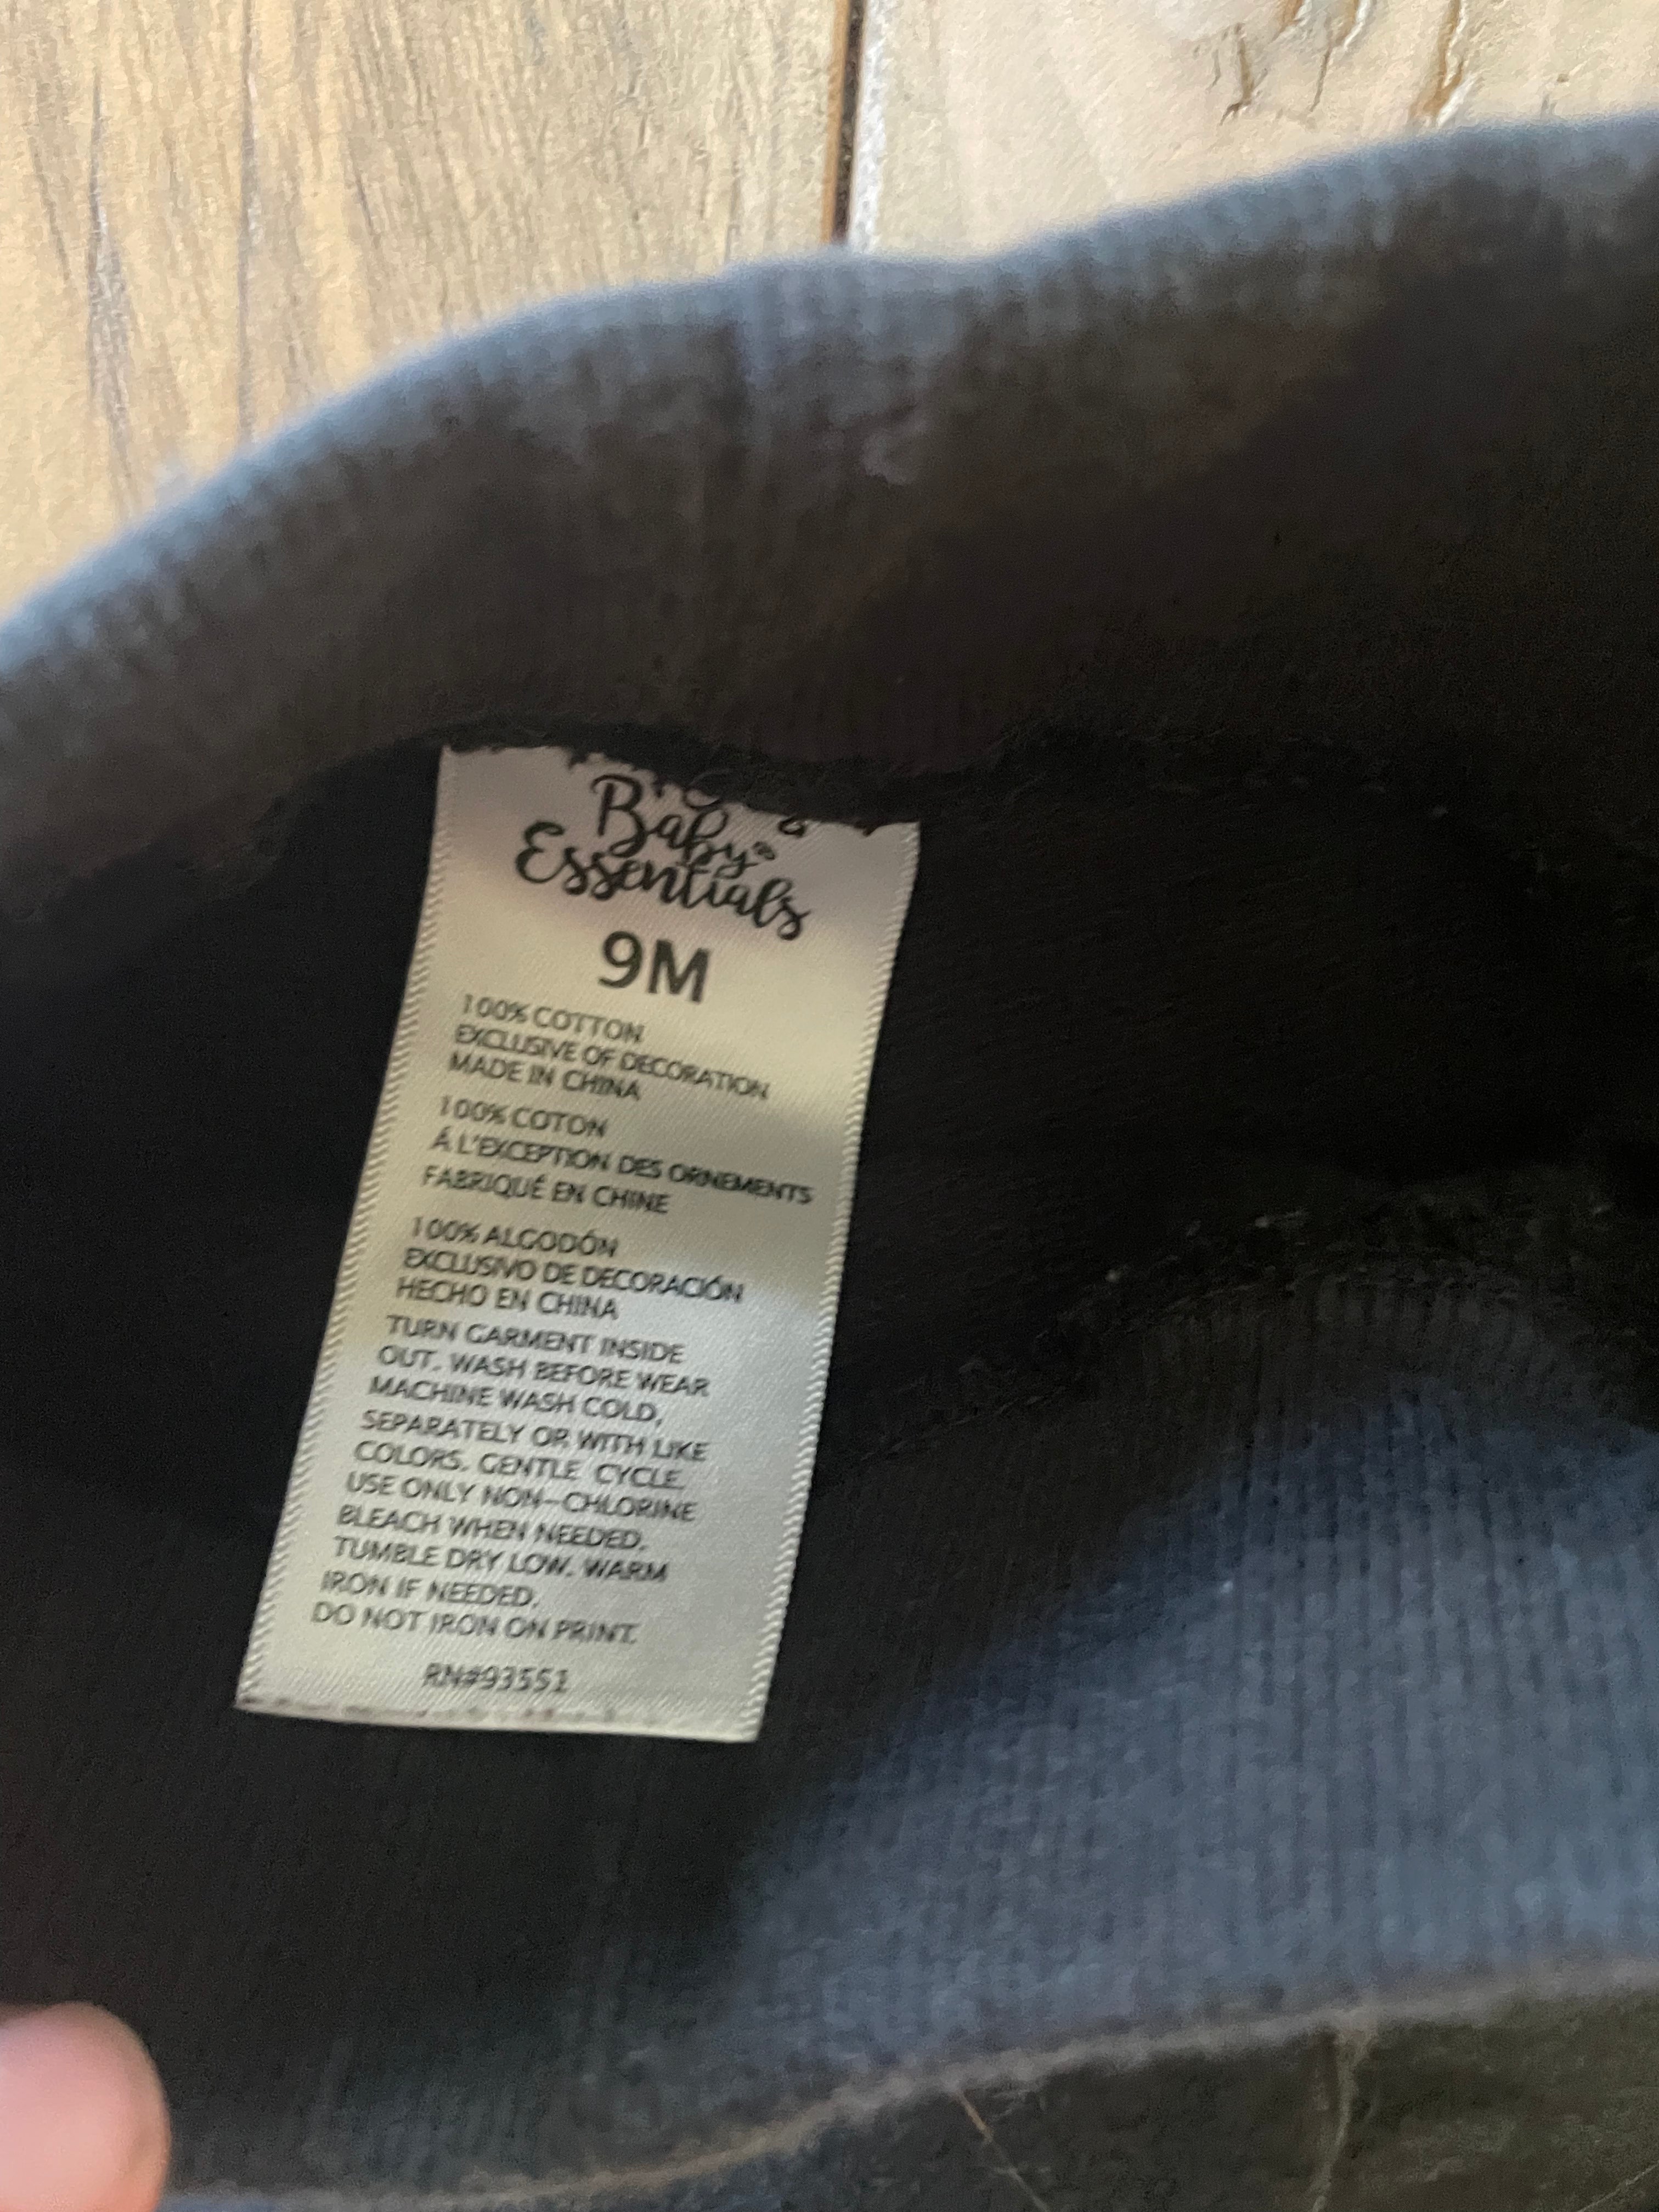 Baby®
Essentials
9M
100% COTTON
EXCLUSIVE OF DECORATION
MADE IN CHINA
100% COTON
Á L'EXCEPTION DES ORNEMENTS
FABRIQUÉ EN CHINE
100% ALGODÓN
EXCLUSIVO DE DECORACIÓN
HECHO EN CHINA
TURN GARMENT INSIDE
OUT. WASH BEFORE WEAR
MACHINE WASH COLD,
SEPARATELY OR WITH LIKE
COLORS. GENTLE CYCLE.
USE ONLY NON-CHLORINE
BLEACH WHEN NEEDED.
TUMBLE DRY LOW. WARM
IRON IF NEEDED.
DO NOT IRON ON PRINT.
RN#93551